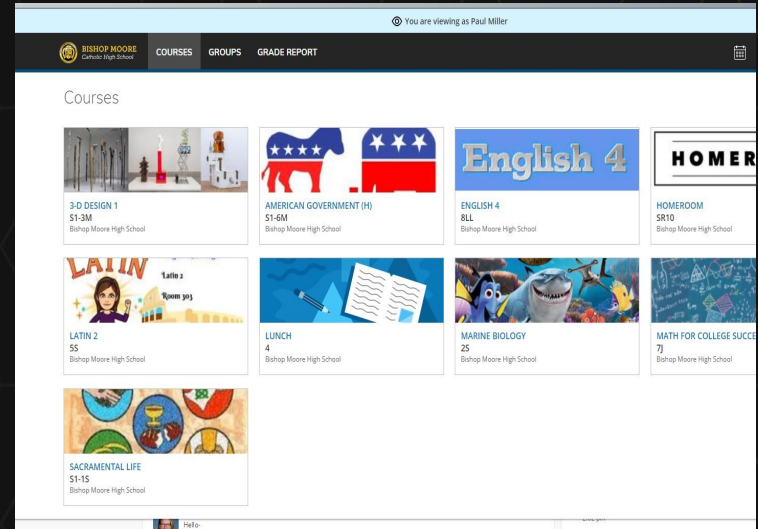 You are viewing as Paul Miller
BISHOP MOORE
Catholic High School
COURSES
GROUPS
GRADE REPORT
Courses
English 4
HOMER
3-D DESIGN 1
S1-3M
Bishop Moore High School
AMERICAN GOVERNMENT (H)
S1-6M
Bishop Moore High School
ENGLISH 4
8LL
Bishop Moore High School
HOMEROOM
SR10
Bishop Moore High School
LATIN
Latin 2
Room 303
LATIN 2
5S
Bishop Moore High School
LUNCH
4
Bishop Moore High School
MARINE BIOLOGY
2S
Bishop Moore High School
MATH FOR COLLEGE SUCCE
7J
Bishop Moore High School
SACRAMENTAL LIFE
S1-1S
Bishop Moore High School
Hello-